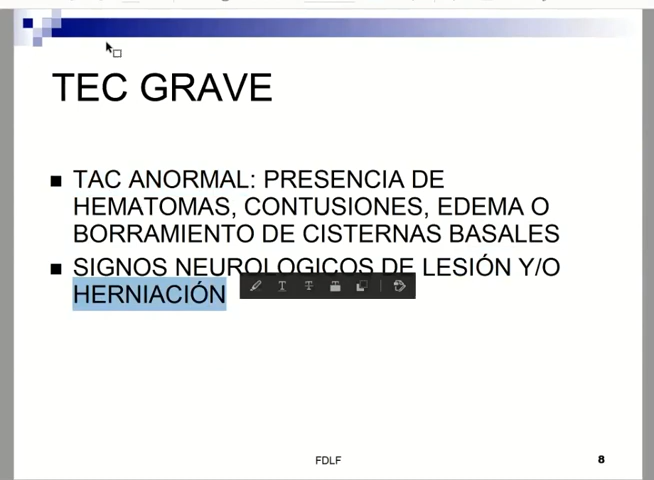 TEC GRAVE
TAC ANORMAL: PRESENCIA DE
HEMATOMAS, CONTUSIONES, EDEMA O
BORRAMIENTO DE CISTERNAS BASALES
SIGNOS NEUROLOGICOS DE LESIÓN Y/O
HERNIACIÓN
FDLF
8